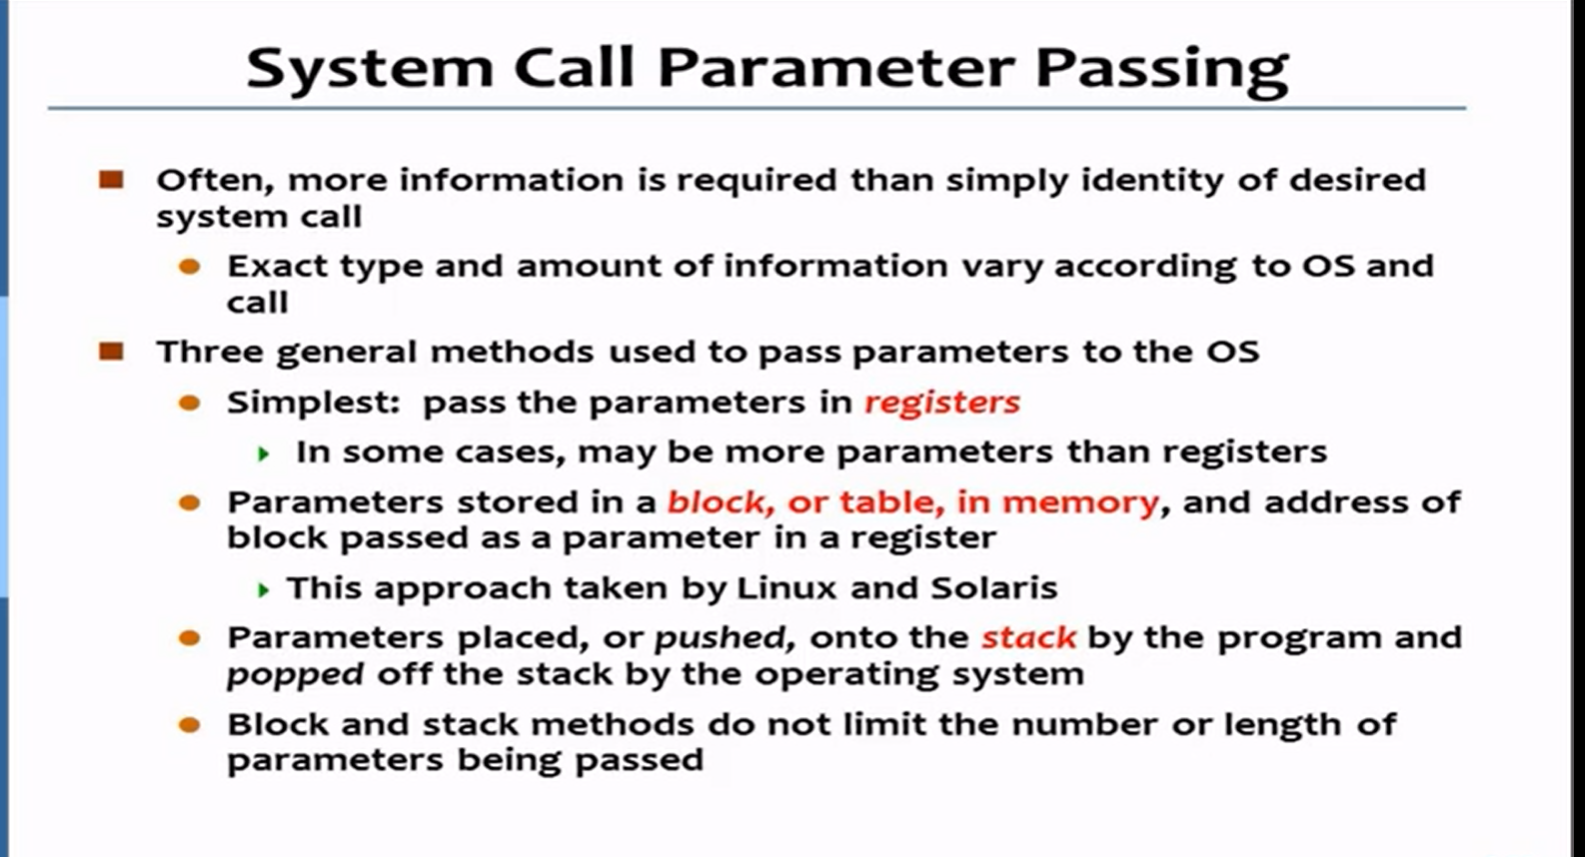 System Call Parameter Passing
Often, more information is required than simply identity of desired
system call
Exact type and amount of information vary according to OS and
call
Three general methods used to pass parameters to the OS
Simplest:  pass the parameters in registers
In some cases, may be more parameters than registers
Parameters stored in a block, or table, in memory, and address of
block passed as a parameter in a register
This approach taken by Linux and Solaris
Parameters placed, or pushed, onto the stack by the program and
popped off the stack by the operating system
Block and stack methods do not limit the number or length of
parameters being passed